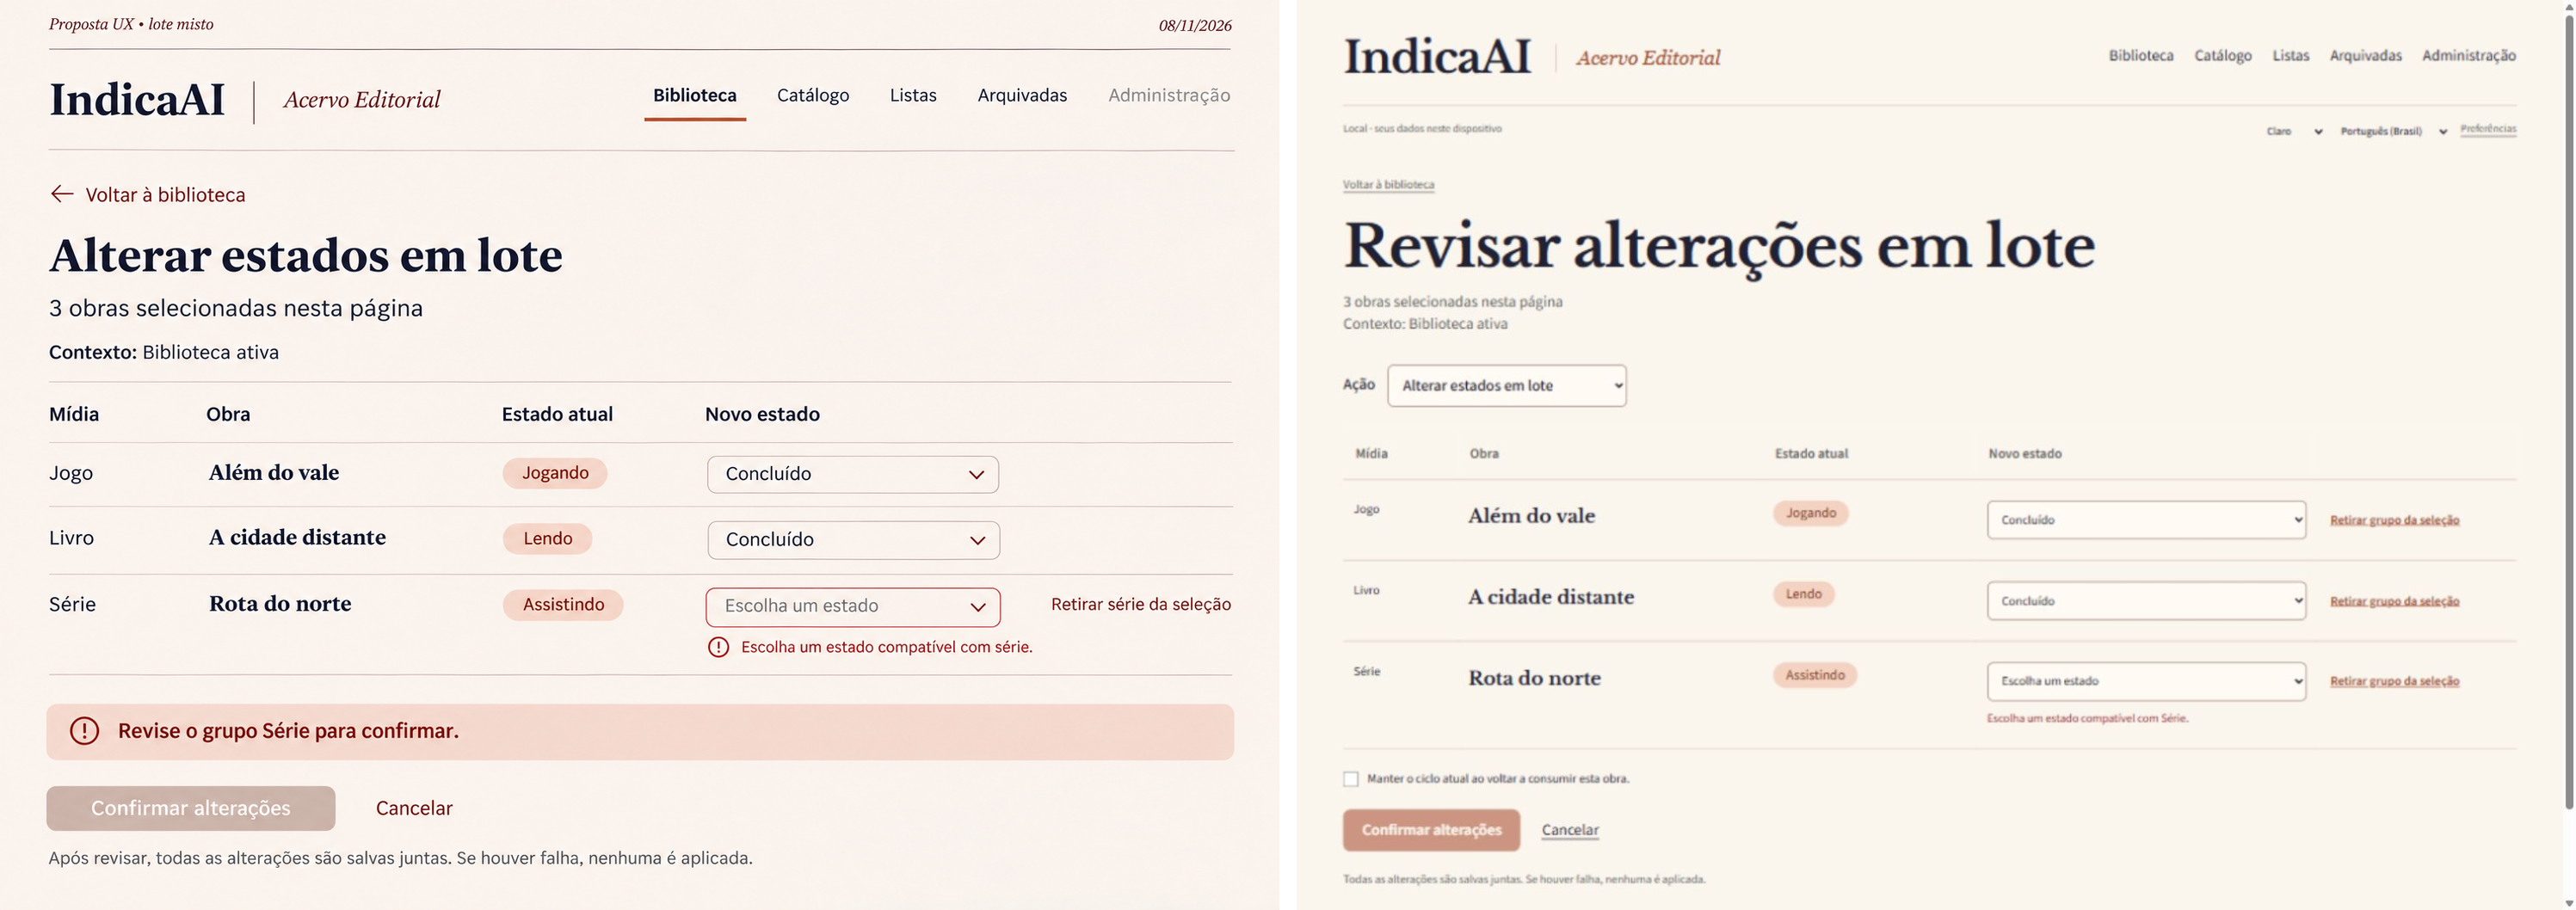 Proposta UX • lote misto
08/11/2026
IndicaAI
Acervo Editorial
Biblioteca Catálogo Listas Arquivadas Administração
← Voltar à biblioteca
Alterar estados em lote
3 obras selecionadas nesta página
Contexto: Biblioteca ativa
Mídia Obra Estado atual Novo estado
Jogo Além do vale Jogando Concluído
Livro A cidade distante Lendo Concluído
Série Rota do norte Assistindo Escolha um estado Retirar série da seleção
Escolha um estado compatível com série.
Revise o grupo Série para confirmar.
Confirmar alterações Cancelar
Após revisar, todas as alterações são salvas juntas. Se houver falha, nenhuma é aplicada.
IndicaAI
Acervo Editorial
Biblioteca Catálogo Listas Arquivadas Administração
Local - seus dados neste dispositivo
Claro Português (Brasil) Preferências
Voltar à biblioteca
Revisar alterações em lote
3 obras selecionadas nesta página
Contexto: Biblioteca ativa
Ação Alterar estados em lote
Mídia Obra Estado atual Novo estado
Jogo Além do vale Jogando Concluído Retirar grupo da seleção
Livro A cidade distante Lendo Concluído Retirar grupo da seleção
Série Rota do norte Assistindo Escolha um estado Retirar grupo da seleção
Escolha um estado compatível com Série.
Manter o ciclo atual ao voltar a consumir esta obra.
Confirmar alterações Cancelar
Todas as alterações são salvas juntas. Se houver falha, nenhuma é aplicada.